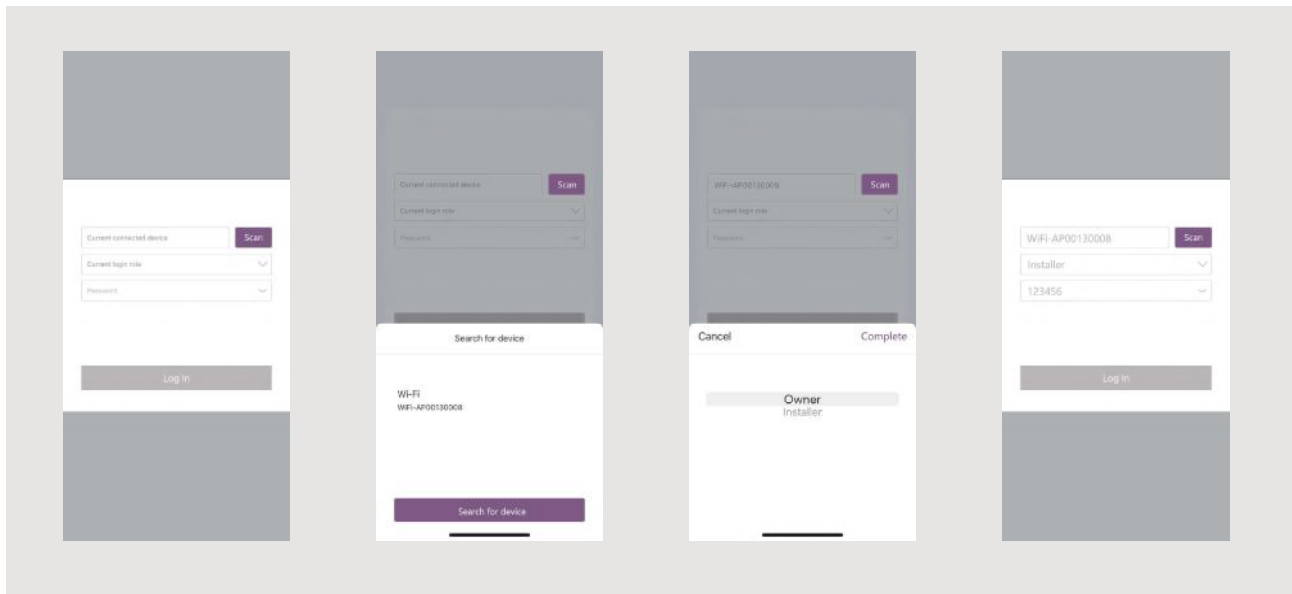 Current connected device
Scan
Current login role
Password
Log In
Current connected device
Scan
Current login role
Password
Search for device
Wi-Fi
WiFi-AP00130008
Search for device
WiFi-AP00130008
Scan
Current login role
Password
Cancel
Complete
Owner
Installer
WiFi-AP00130008
Scan
Installer
123456
Log In